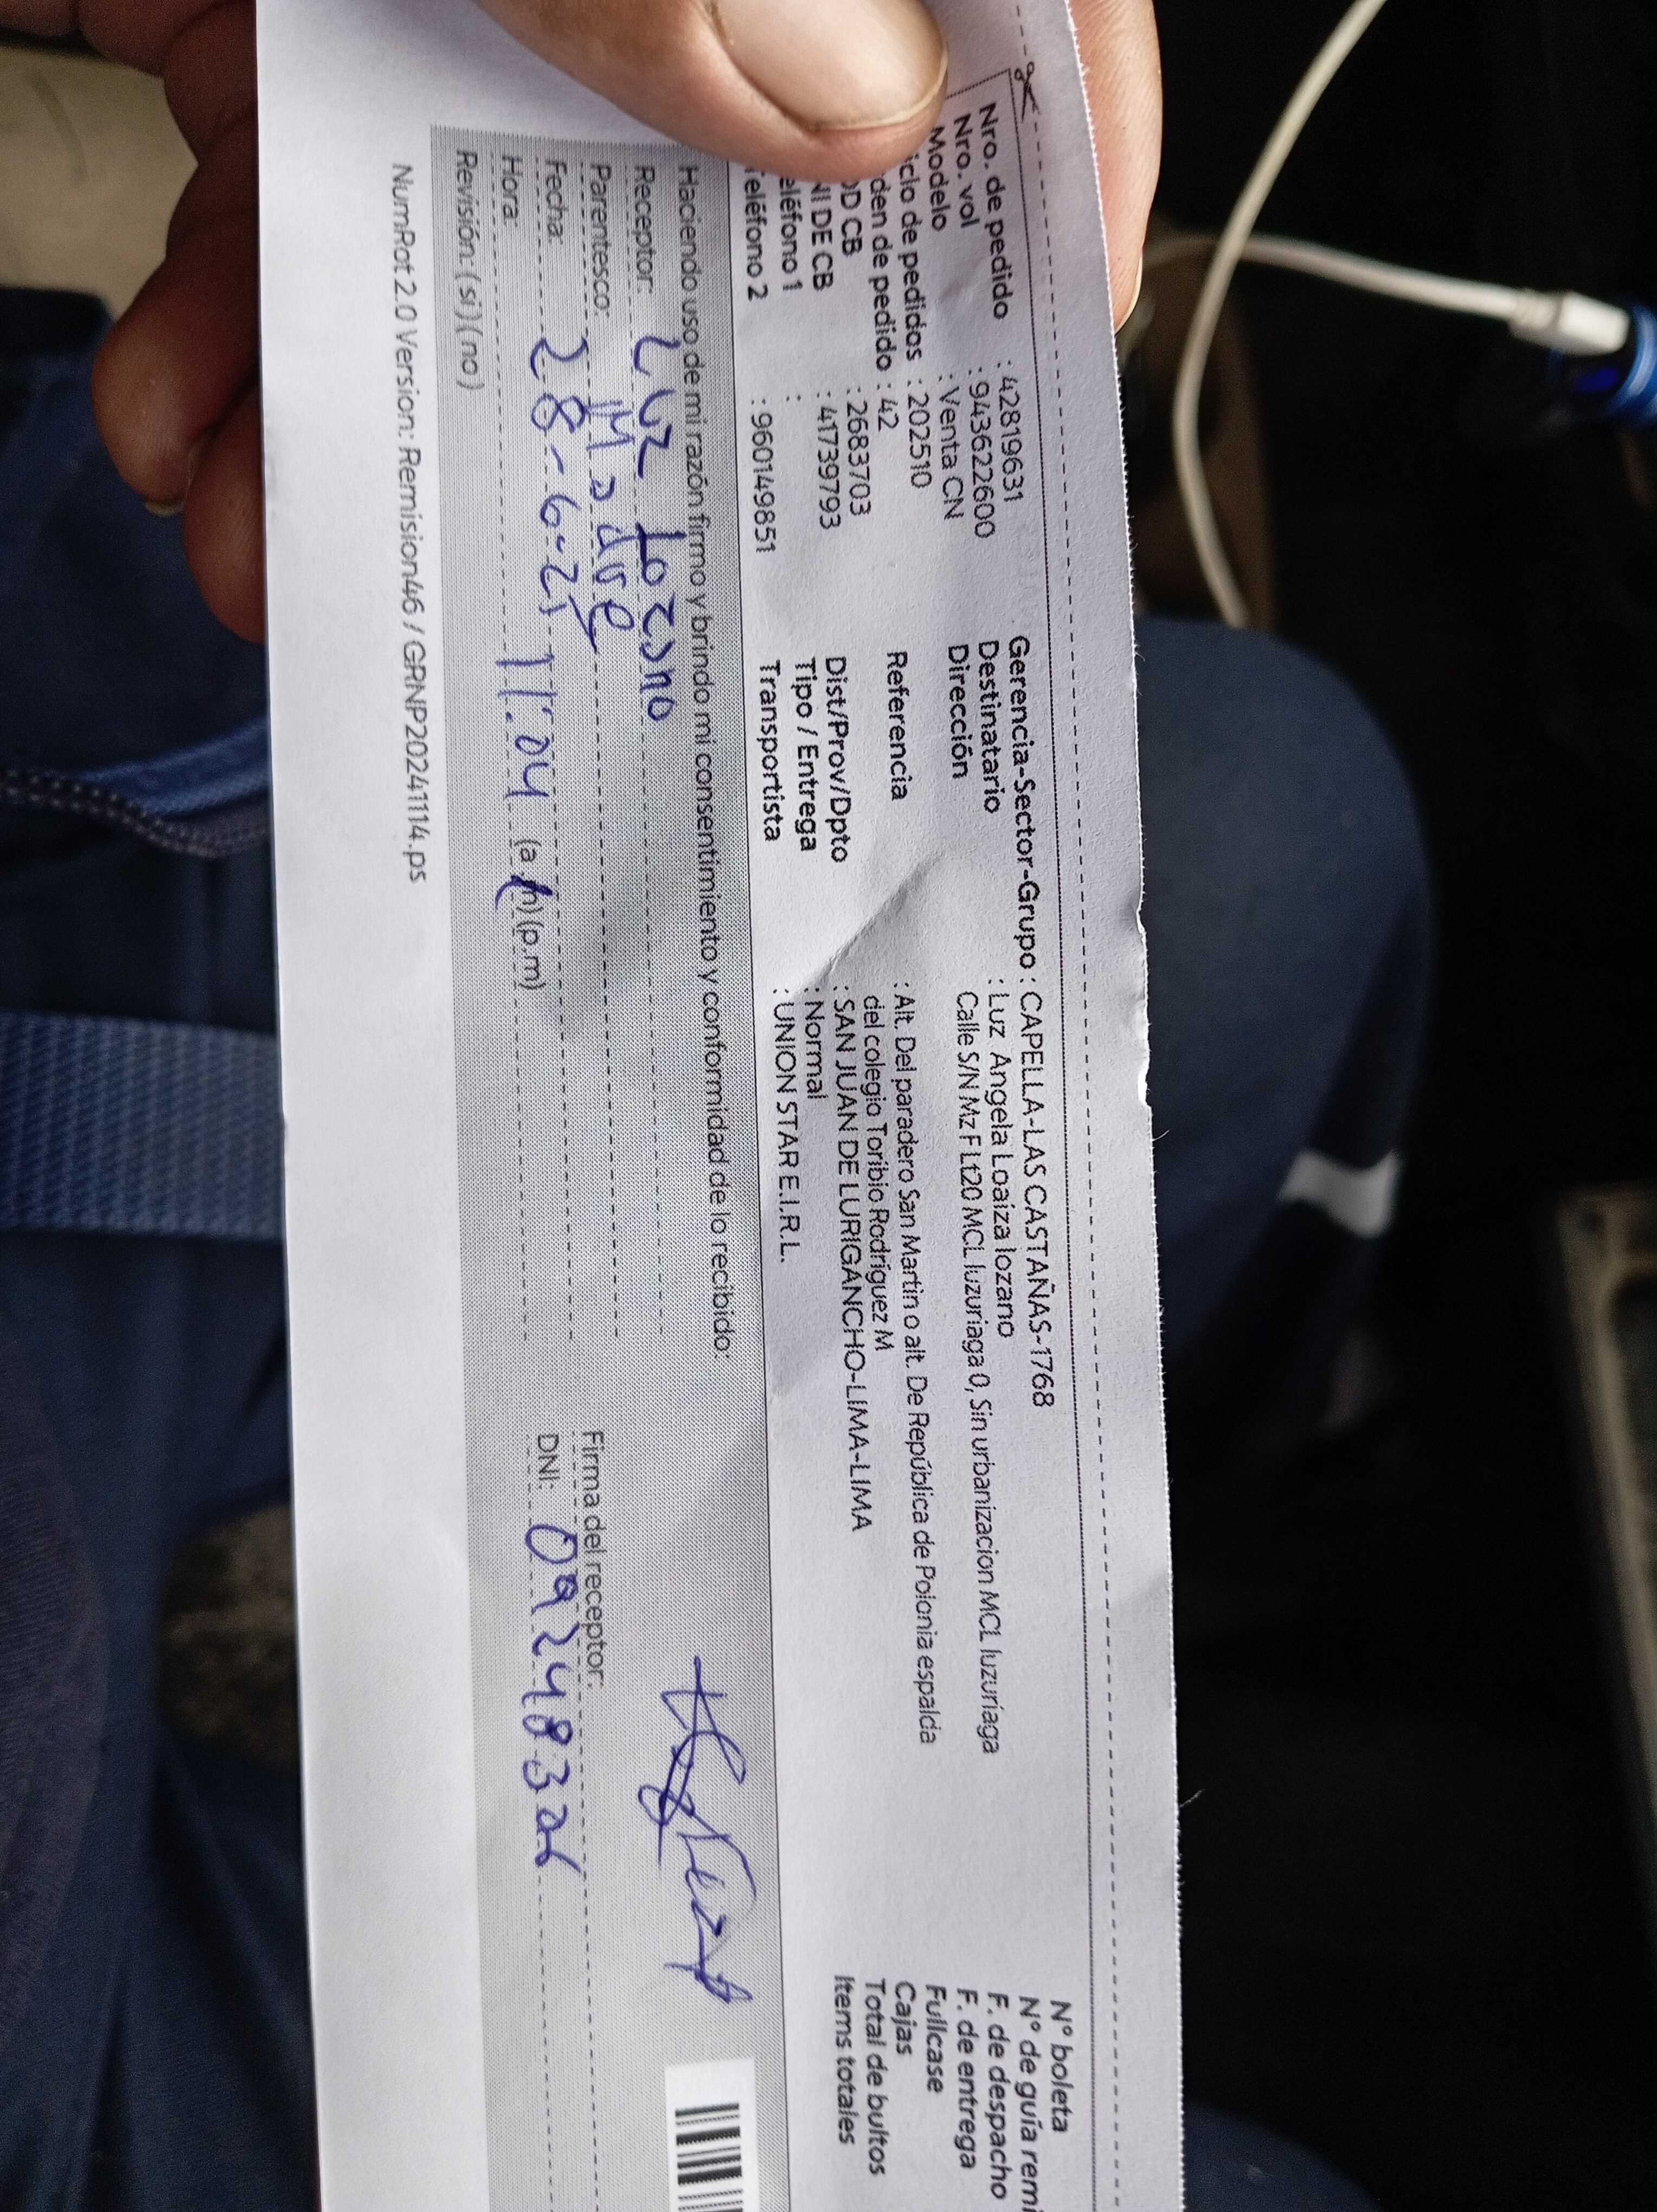 Nro. de pedido : 42819631
Nro. vol : 943622600
Modelo : Venta CN
iclo de pedidos : 202510
den de pedido : 42
OD CB : 26837703
NI DE CB : 41739793
eléfono 1 :
eléfono 2 : 960149851
Gerencia-Sector-Grupo : CAPELLA-LAS CASTAÑAS-1768
Destinatario : Luz Angela Loaiza lozano
Dirección Calle S/N Mz F Lt20 MCL luzuriaga 0, Sin urbanizacion MCL luzuriaga
Referencia : Alt. Del paradero San Martin o alt. De República de Polonia espalda
del colegio Toribio Rodríguez M
Dist/Prov/Dpto : SAN JUAN DE LURIGANCHO-LIMA-LIMA
Tipo / Entrega : Normal
Transportista : UNION STAR E.I.R.L.
N° boleta
N° de guía remi
F. de despacho
F. de entrega
Fullcase
Cajas
Total de bultos
Items totales
Haciendo uso de mi razón firmo y brindo mi consentimiento y conformidad de lo recibido:
Receptor: Luz Lozano
Parentesco: Madre
Fecha: 28-6-25
Hora: 11:04 (a.m)(p.m)
Revisión: (si) (no)
Firma del receptor:
DNI:
NumRot 2.0 Version: Remision46 / GRNP20241114.ps